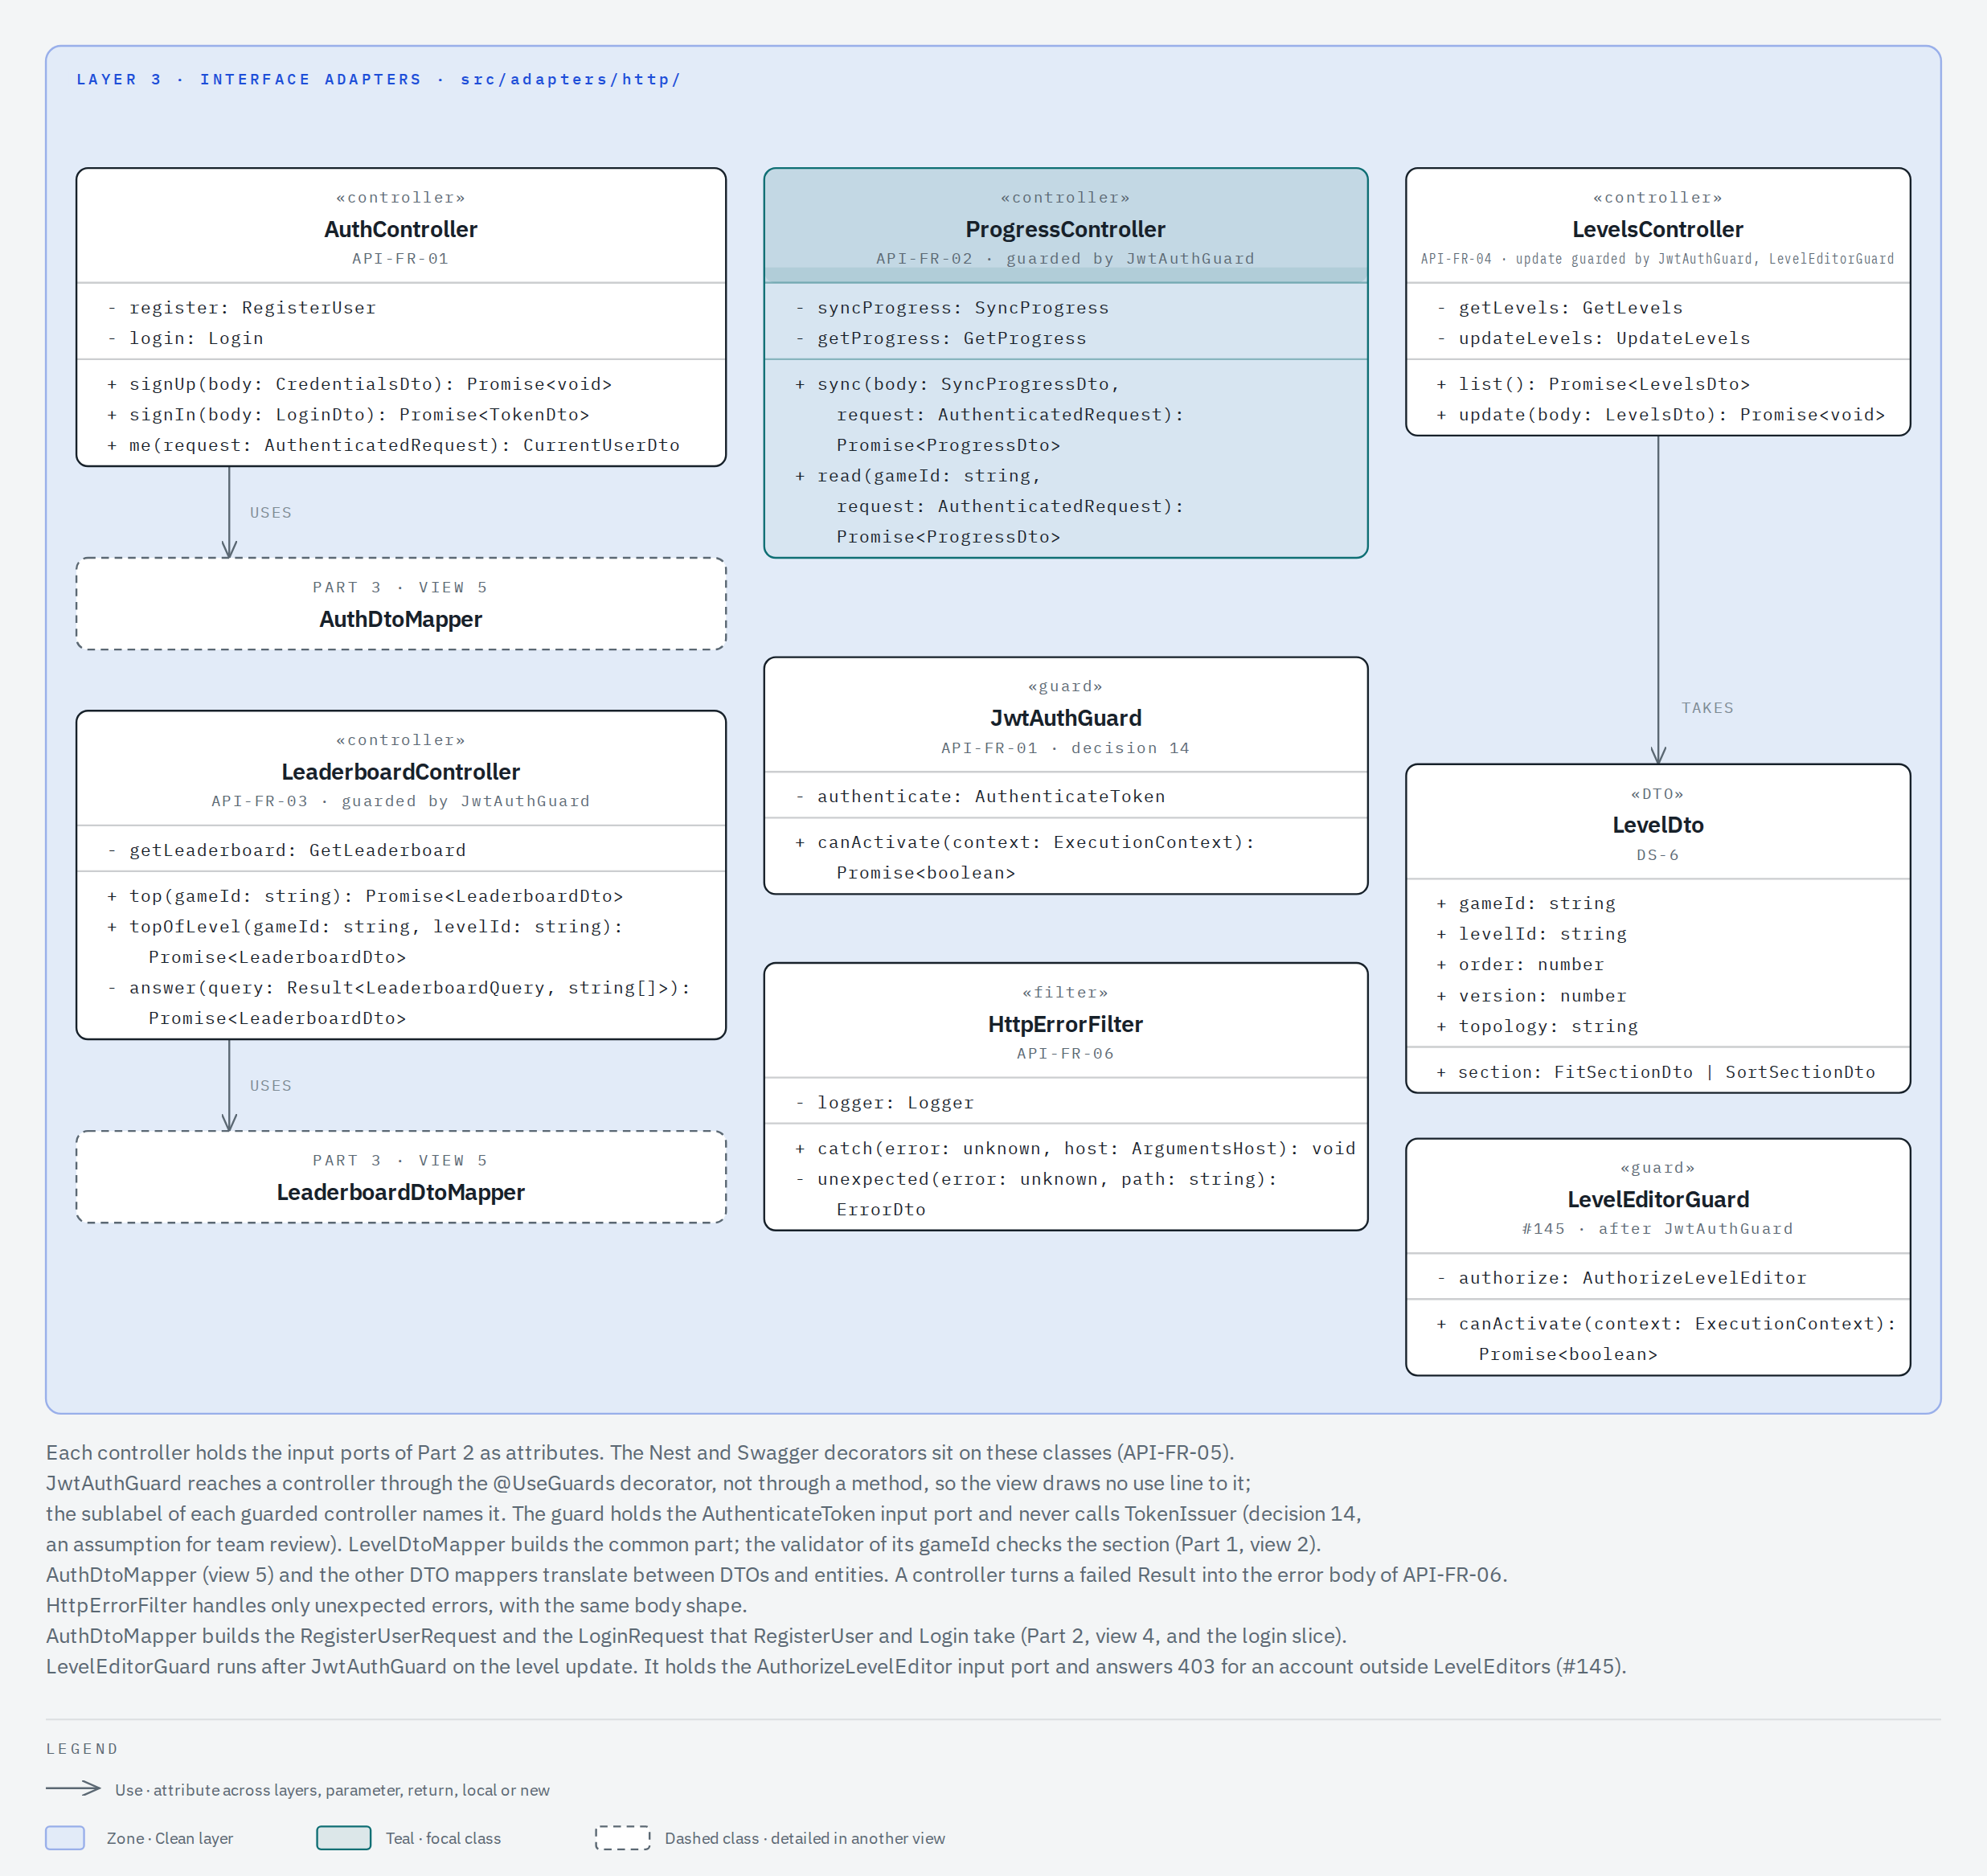 LAYER 3 · INTERFACE ADAPTERS · src/adapters/http/
«controller»
AuthController
API-FR-01
- register: RegisterUser
- login: Login
+ signUp(body: CredentialsDto): Promise<void>
+ signIn(body: LoginDto): Promise<TokenDto>
+ me(request: AuthenticatedRequest): CurrentUserDto
USES
PART 3 · VIEW 5
AuthDtoMapper
«controller»
LeaderboardController
API-FR-03 · guarded by JwtAuthGuard
- getLeaderboard: GetLeaderboard
+ top(gameId: string): Promise<LeaderboardDto>
+ topOfLevel(gameId: string, levelId: string):
Promise<LeaderboardDto>
- answer(query: Result<LeaderboardQuery, string[]>):
Promise<LeaderboardDto>
USES
PART 3 · VIEW 5
LeaderboardDtoMapper
«controller»
ProgressController
API-FR-02 · guarded by JwtAuthGuard
- syncProgress: SyncProgress
- getProgress: GetProgress
+ sync(body: SyncProgressDto,
request: AuthenticatedRequest):
Promise<ProgressDto>
+ read(gameId: string,
request: AuthenticatedRequest):
Promise<ProgressDto>
«guard»
JwtAuthGuard
API-FR-01 · decision 14
- authenticate: AuthenticateToken
+ canActivate(context: ExecutionContext):
Promise<boolean>
«filter»
HttpErrorFilter
API-FR-06
- logger: Logger
+ catch(error: unknown, host: ArgumentsHost): void
- unexpected(error: unknown, path: string):
ErrorDto
«controller»
LevelsController
API-FR-04 · update guarded by JwtAuthGuard, LevelEditorGuard
- getLevels: GetLevels
- updateLevels: UpdateLevels
+ list(): Promise<LevelsDto>
+ update(body: LevelsDto): Promise<void>
TAKES
«DTO»
LevelDto
DS-6
+ gameId: string
+ levelId: string
+ order: number
+ version: number
+ topology: string
+ section: FitSectionDto | SortSectionDto
«guard»
LevelEditorGuard
#145 · after JwtAuthGuard
- authorize: AuthorizeLevelEditor
+ canActivate(context: ExecutionContext):
Promise<boolean>
Each controller holds the input ports of Part 2 as attributes. The Nest and Swagger decorators sit on these classes (API-FR-05).
JwtAuthGuard reaches a controller through the @UseGuards decorator, not through a method, so the view draws no use line to it;
the sublabel of each guarded controller names it. The guard holds the AuthenticateToken input port and never calls TokenIssuer (decision 14,
an assumption for team review). LevelDtoMapper builds the common part; the validator of its gameId checks the section (Part 1, view 2).
AuthDtoMapper (view 5) and the other DTO mappers translate between DTOs and entities. A controller turns a failed Result into the error body of API-FR-06.
HttpErrorFilter handles only unexpected errors, with the same body shape.
AuthDtoMapper builds the RegisterUserRequest and the LoginRequest that RegisterUser and Login take (Part 2, view 4, and the login slice).
LevelEditorGuard runs after JwtAuthGuard on the level update. It holds the AuthorizeLevelEditor input port and answers 403 for an account outside LevelEditors (#145).
LEGEND
Use · attribute across layers, parameter, return, local or new
Zone · Clean layer
Teal · focal class
Dashed class · detailed in another view